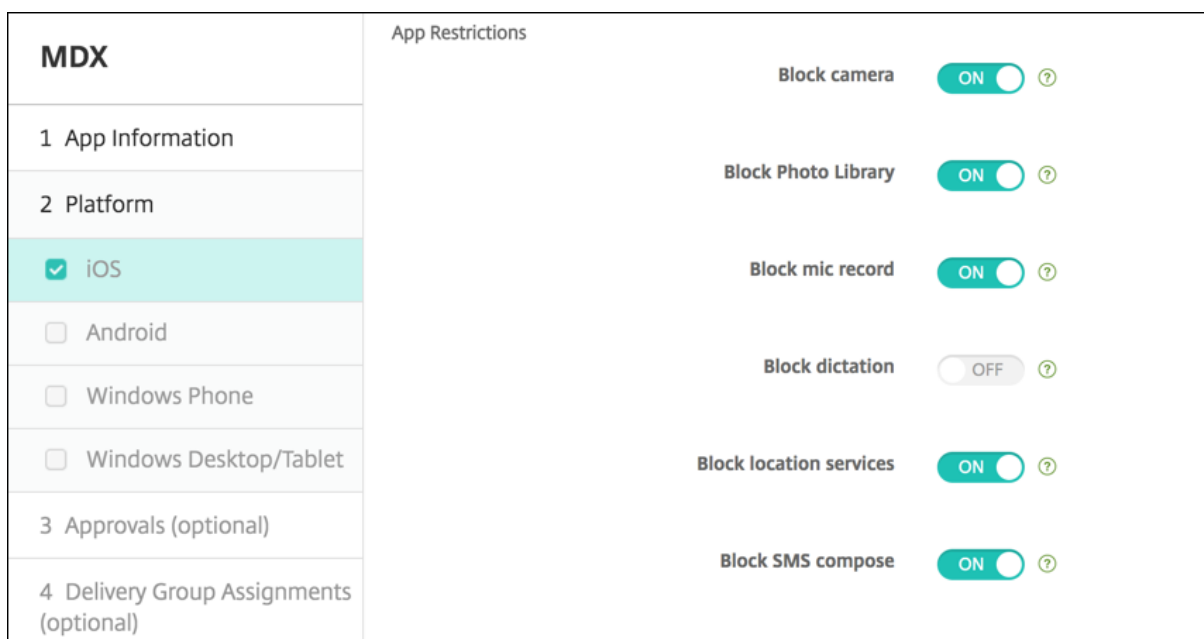 MDX
1 App Information
2 Platform
iOS
Android
Windows Phone
Windows Desktop/Tablet
3 Approvals (optional)
4 Delivery Group Assignments
(optional)
App Restrictions
Block camera ON ?
Block Photo Library ON ?
Block mic record ON ?
Block dictation OFF ?
Block location services ON ?
Block SMS compose ON ?